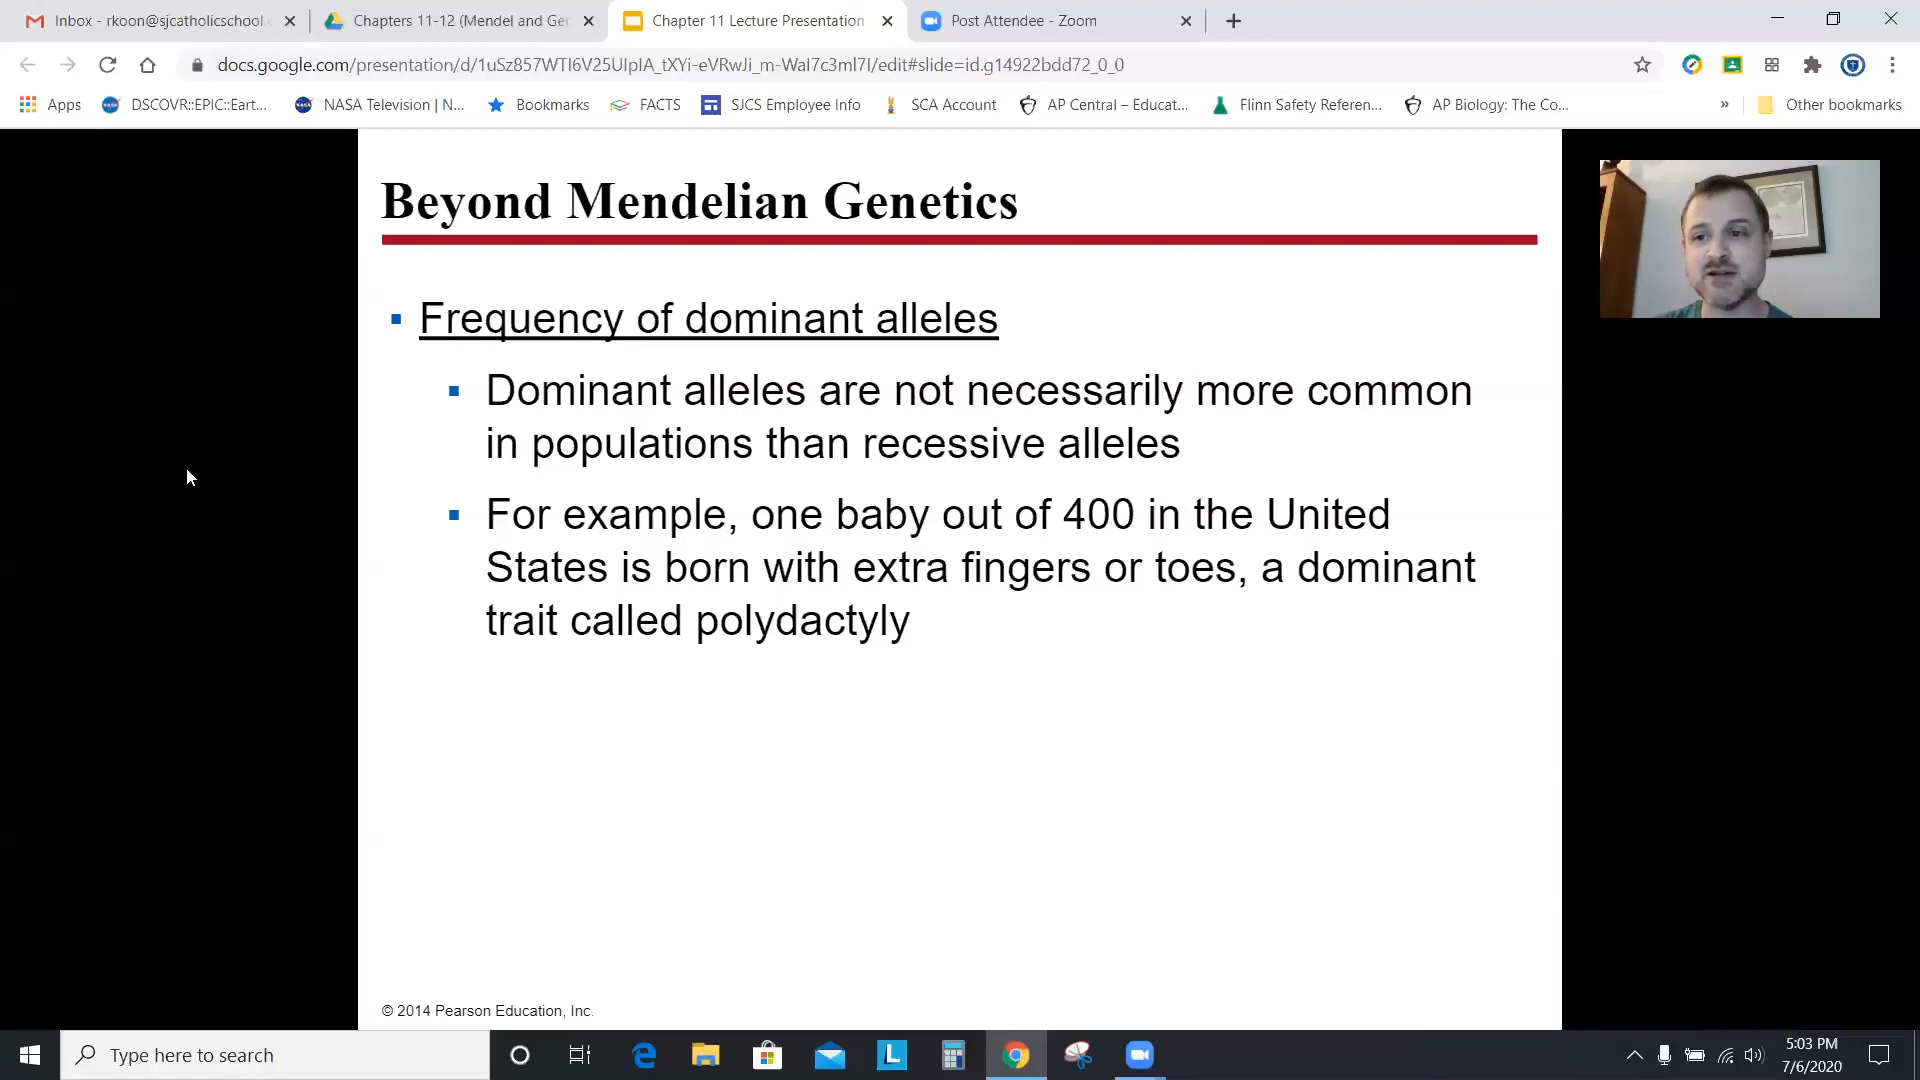 Inbox - rkoon@sjcatholicschool.
Chapters 11-12 (Mendel and Ge
Chapter 11 Lecture Presentation
Post Attendee - Zoom
docs.google.com/presentation/d/1uSz857WTI6V25UIpIA_tXYi-eVRwJi_m-WaI7c3ml7I/edit#slide=id.g14922bdd72_0_0
Apps
DSCOVR::EPIC::Eart...
NASA Television | N...
Bookmarks
FACTS
SJCS Employee Info
SCA Account
AP Central – Educat...
Flinn Safety Referen...
AP Biology: The Co...
»
Other bookmarks
Beyond Mendelian Genetics
Frequency of dominant alleles
Dominant alleles are not necessarily more common
in populations than recessive alleles
For example, one baby out of 400 in the United
States is born with extra fingers or toes, a dominant
trait called polydactyly
© 2014 Pearson Education, Inc.
Type here to search
5:03 PM
7/6/2020